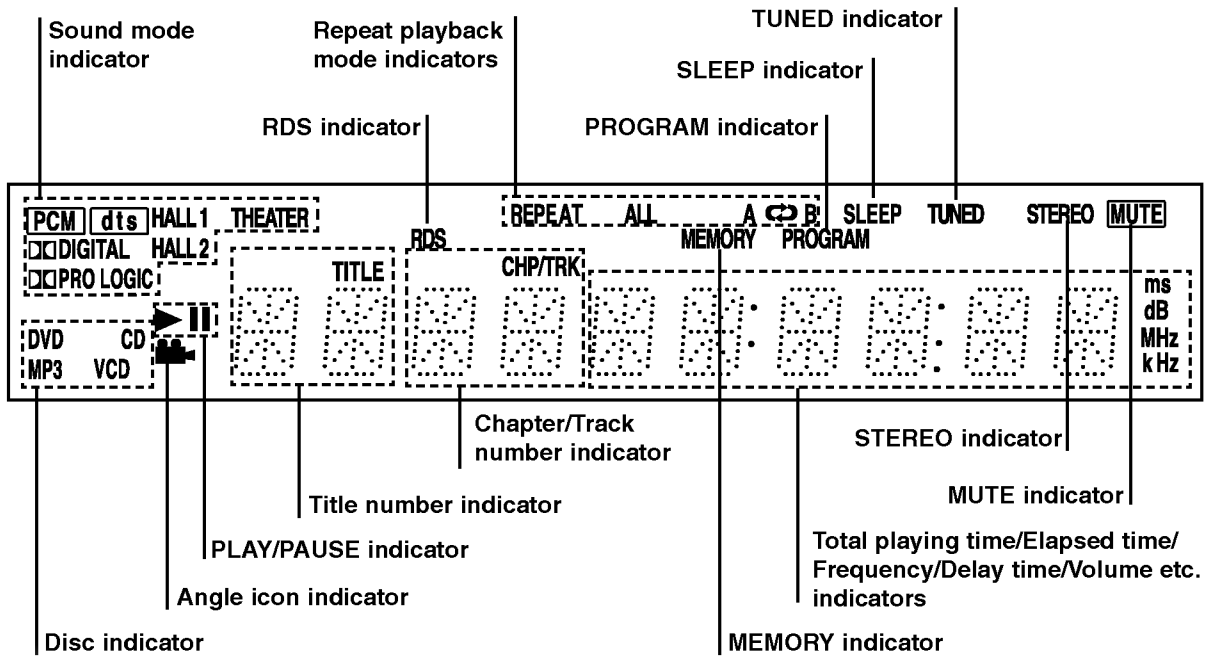 TUNED indicator
Sound mode
indicator
Repeat playback
mode indicators
SLEEP indicator
RDS indicator
PROGRAM indicator
PCM dts HALL 1 THEATER
REPEAT ALL A B SLEEP TUNED STEREO MUTE
DIGITAL HALL 2
RDS
MEMORY PROGRAM
PRO LOGIC
TITLE
CHP/TRK
ms
dB
MHz
kHz
DVD CD
MP3 VCD
Chapter/Track
number indicator
STEREO indicator
Title number indicator
MUTE indicator
PLAY/PAUSE indicator
Total playing time/Elapsed time/
Frequency/Delay time/Volume etc.
indicators
Angle icon indicator
Disc indicator
MEMORY indicator